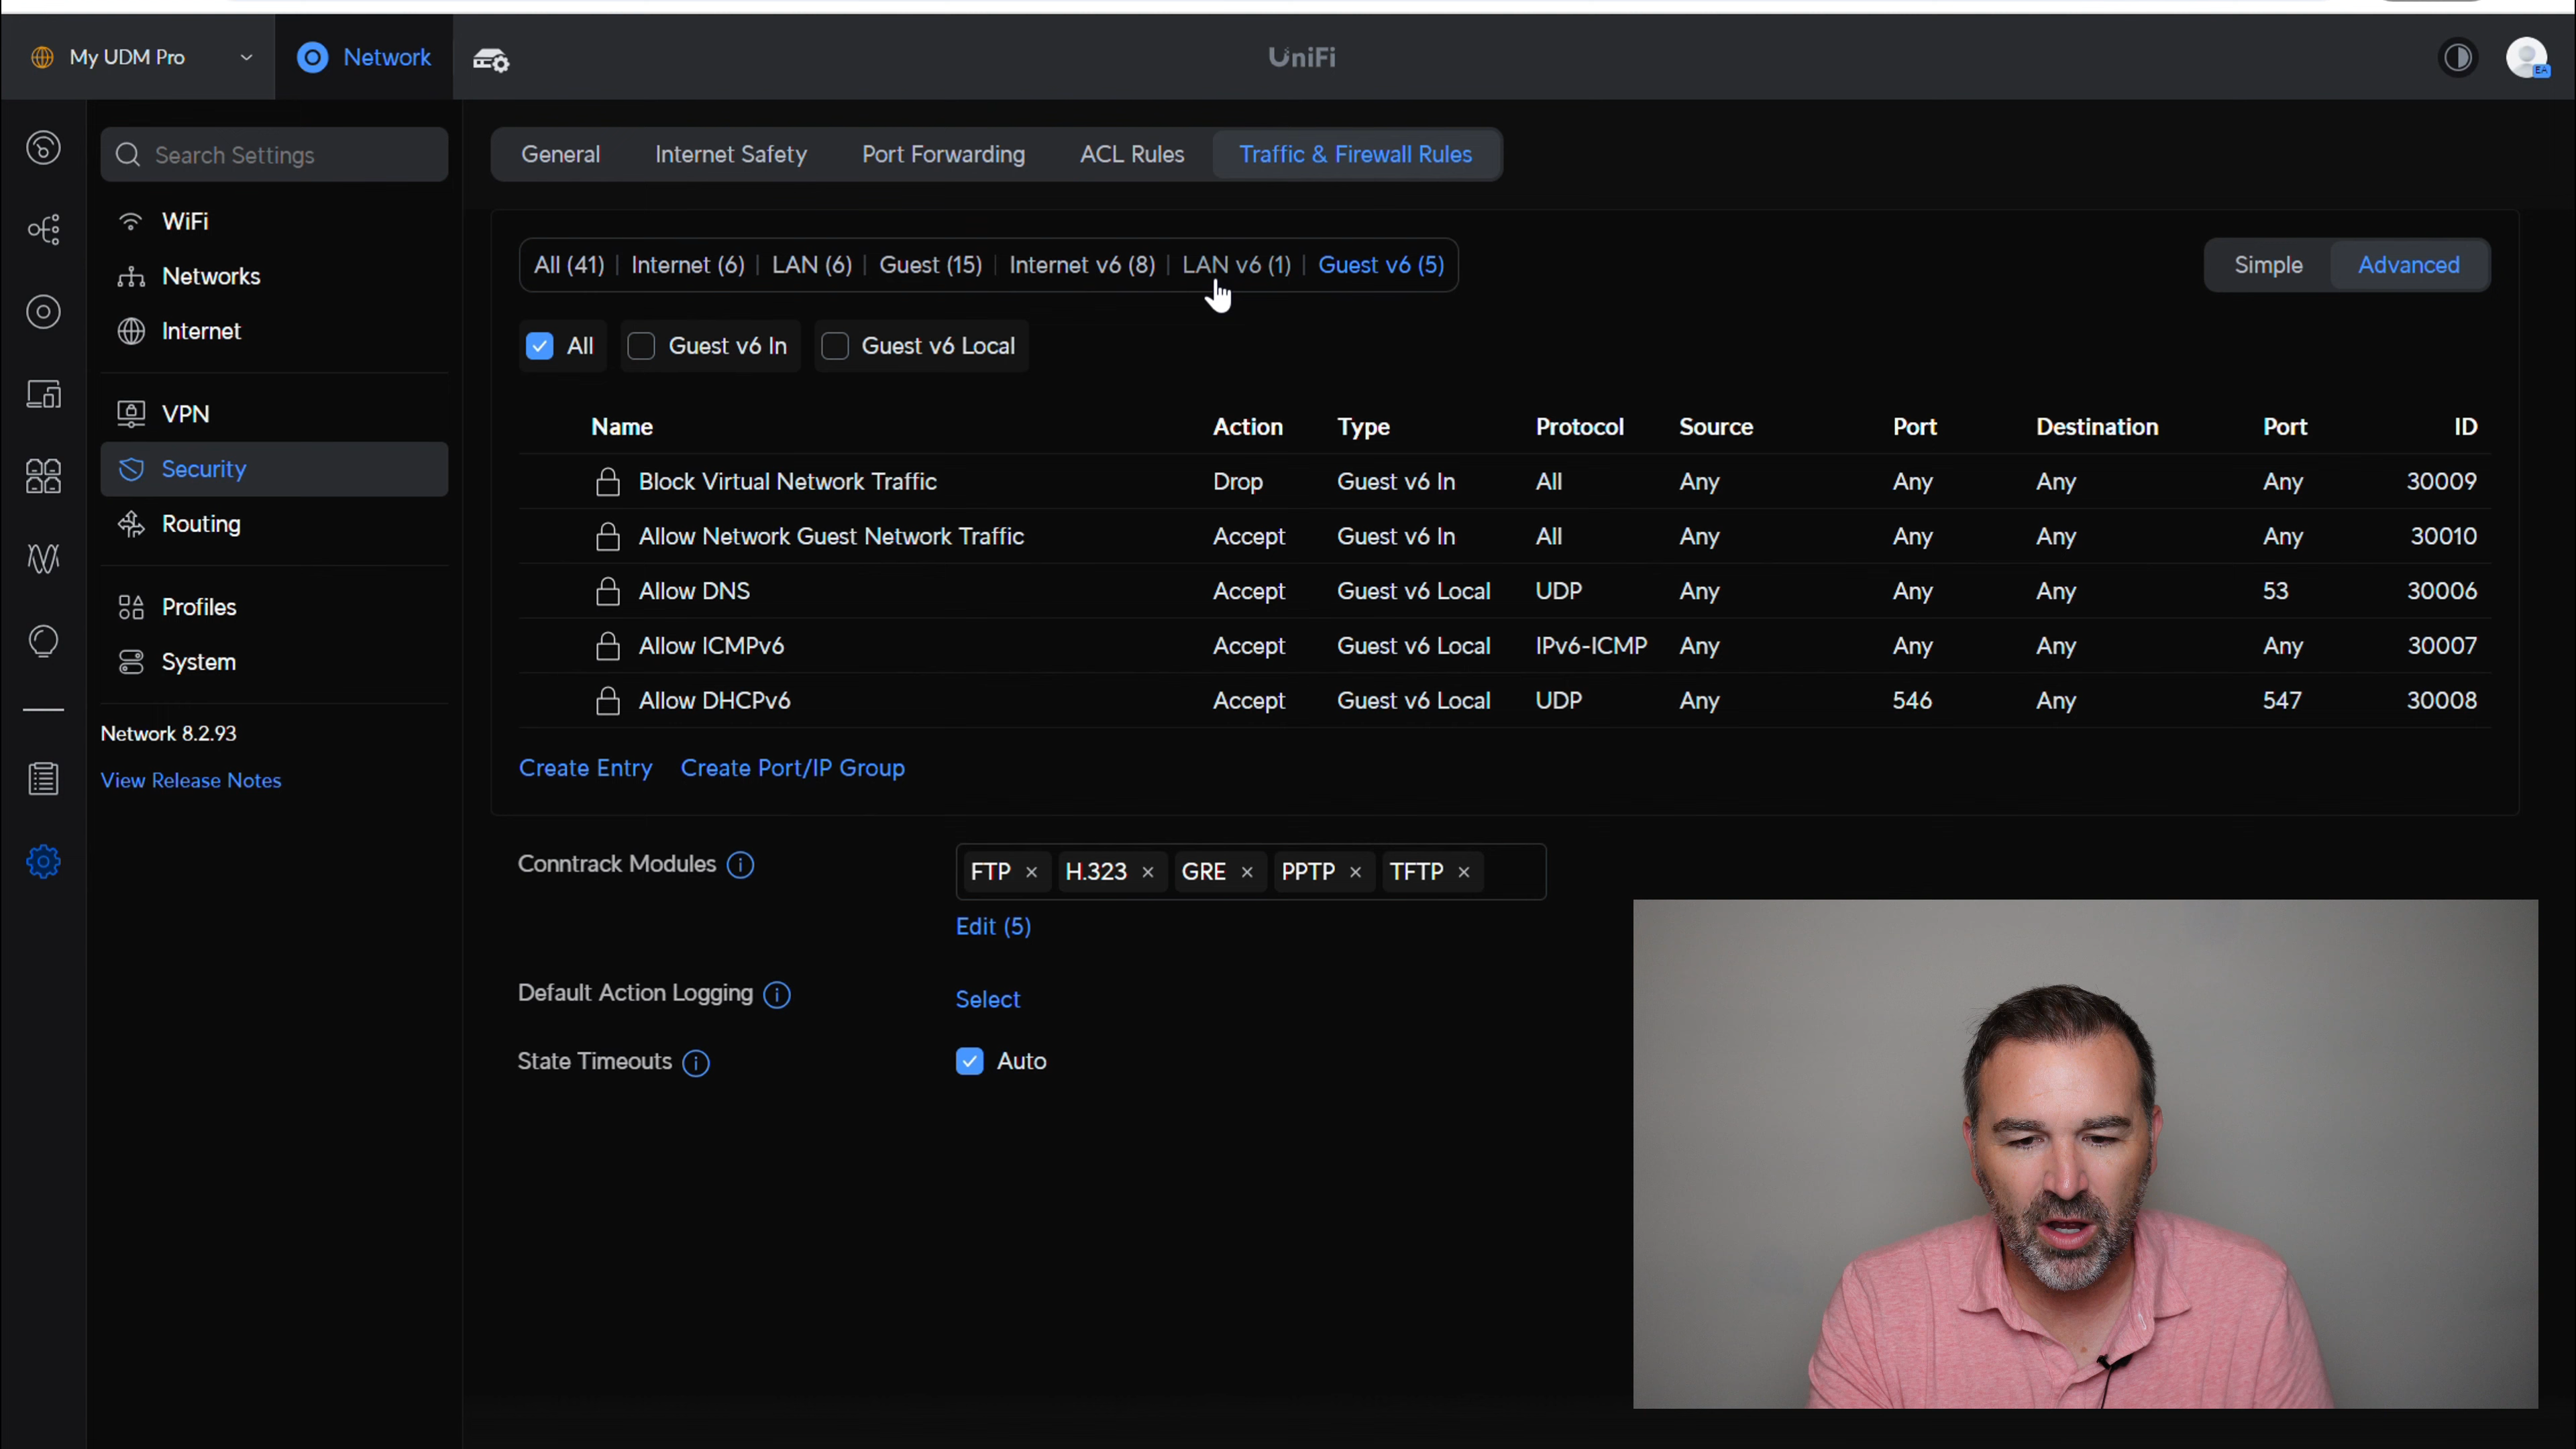 My UDM Pro
Network
UniFi
EA
Search Settings
WiFi
Networks
Internet
VPN
Security
Routing
Profiles
System
Network 8.2.93
View Release Notes
General Internet Safety Port Forwarding ACL Rules Traffic & Firewall Rules
All (41) | Internet (6) | LAN (6) | Guest (15) | Internet v6 (8) | LAN v6 (1) | Guest v6 (5)
Simple Advanced
All Guest v6 In Guest v6 Local
Name Action Type Protocol Source Port Destination Port ID
Block Virtual Network Traffic Drop Guest v6 In All Any Any Any Any 30009
Allow Network Guest Network Traffic Accept Guest v6 In All Any Any Any Any 30010
Allow DNS Accept Guest v6 Local UDP Any Any Any 53 30006
Allow ICMPv6 Accept Guest v6 Local IPv6-ICMP Any Any Any Any 30007
Allow DHCPv6 Accept Guest v6 Local UDP Any 546 Any 547 30008
Create Entry Create Port/IP Group
Conntrack Modules FTP × H.323 × GRE × PPTP × TFTP ×
Edit (5)
Default Action Logging Select
State Timeouts Auto